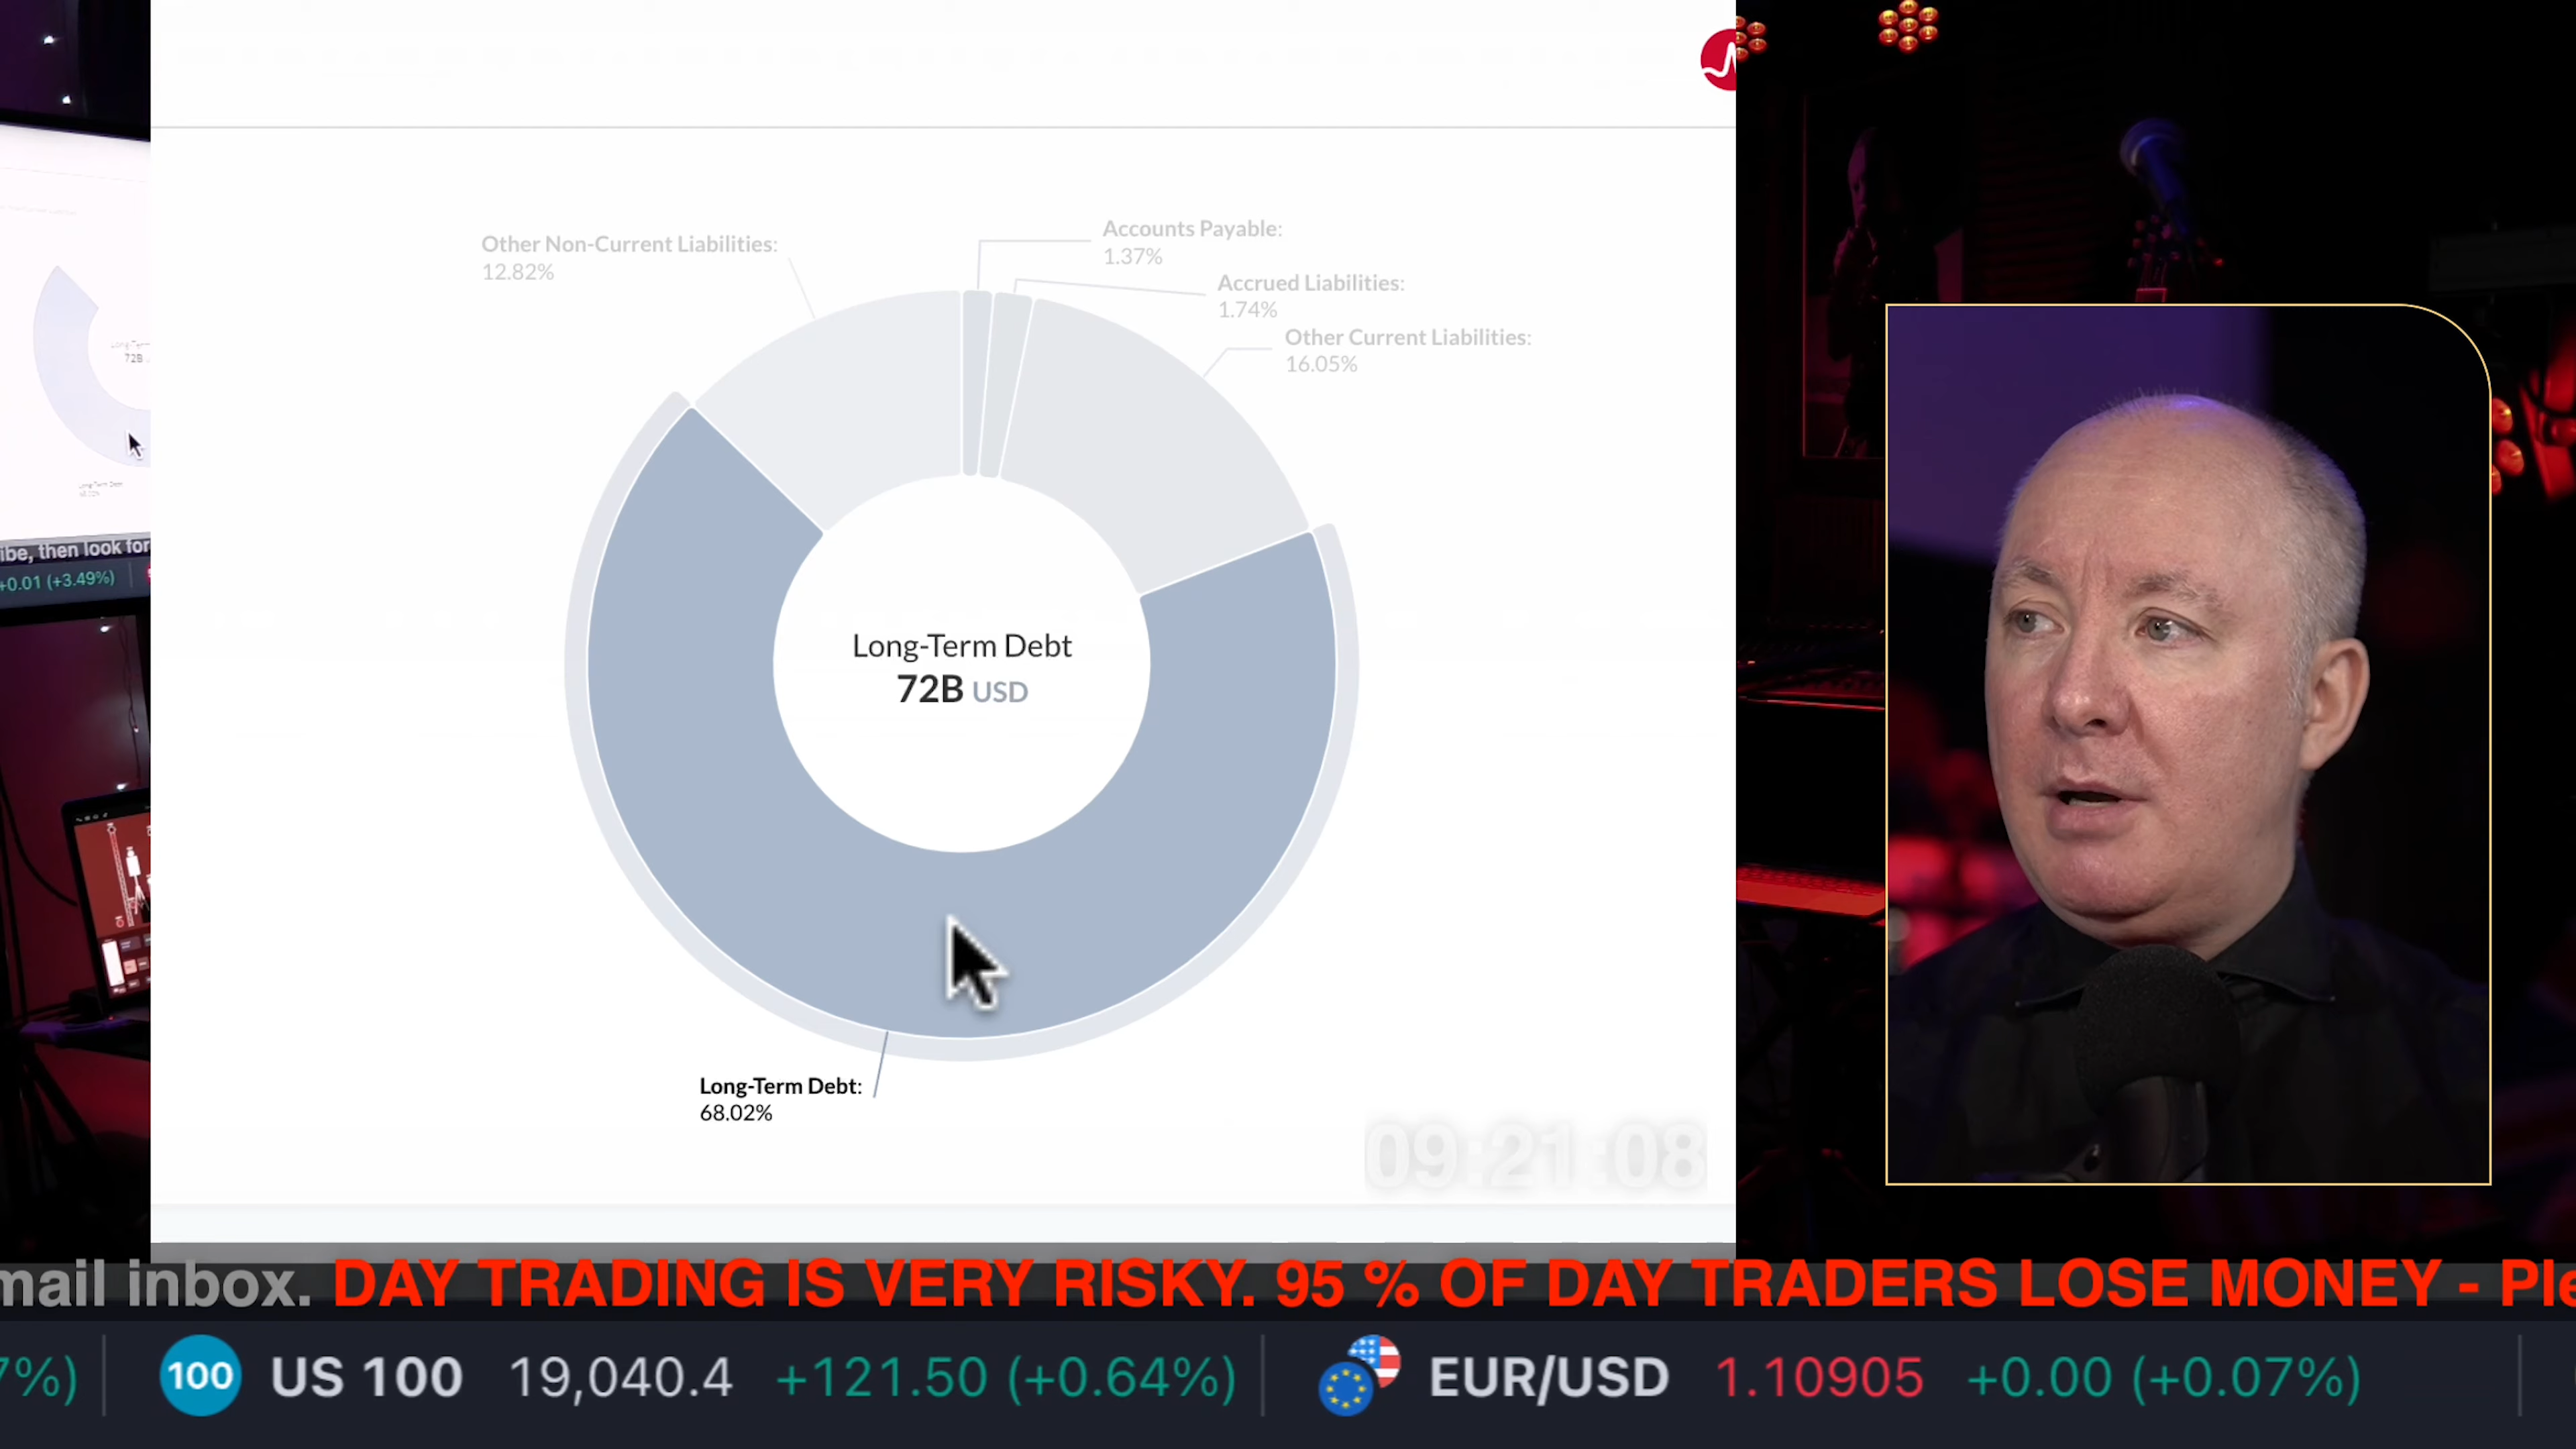 Other Non-Current Liabilities:
12.82%
Accounts Payable:
1.37%
Accrued Liabilities:
1.74%
Other Current Liabilities:
16.05%
Long-Term Debt
72B USD
Long-Term Debt:
68.02%
09:21:08
72B
ibe, then look for
+0.01 (+3.49%)
mail inbox. DAY TRADING IS VERY RISKY. 95 % OF DAY TRADERS LOSE MONEY - Ple
7%) 100 US 100 19,040.4 +121.50 (+0.64%) EUR/USD 1.10905 +0.00 (+0.07%)